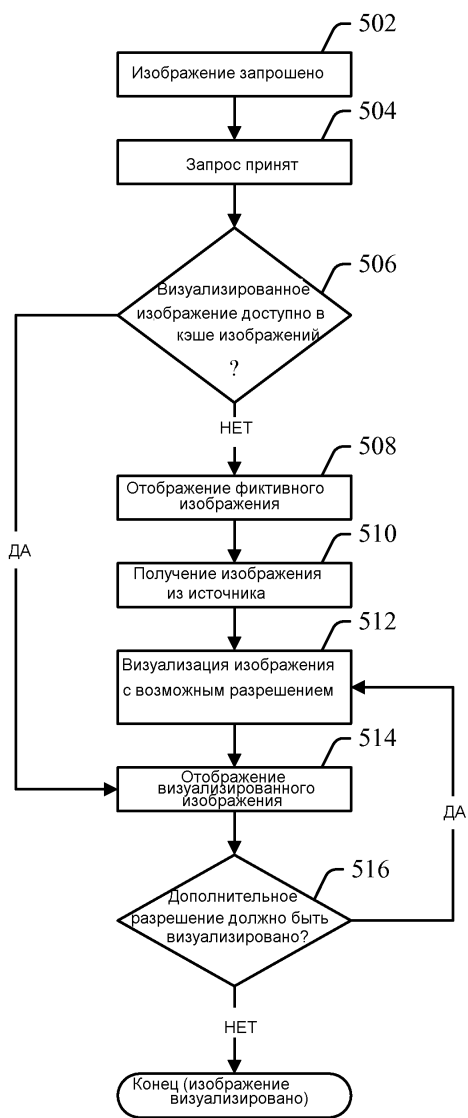 502
Изображение запрошено
504
Запрос принят
506
Визуализированное
изображение доступно в
кэше изображений
?
НЕТ
508
Отображение фиктивного
изображения
510
ДА
Получение изображения
из источника
512
Визуализация изображения
с возможным разрешением
514
Отображение
визуализированного
изображения
ДА
516
Дополнительное
разрешение должно быть
визуализировано?
НЕТ
Конец (изображение
визуализировано)